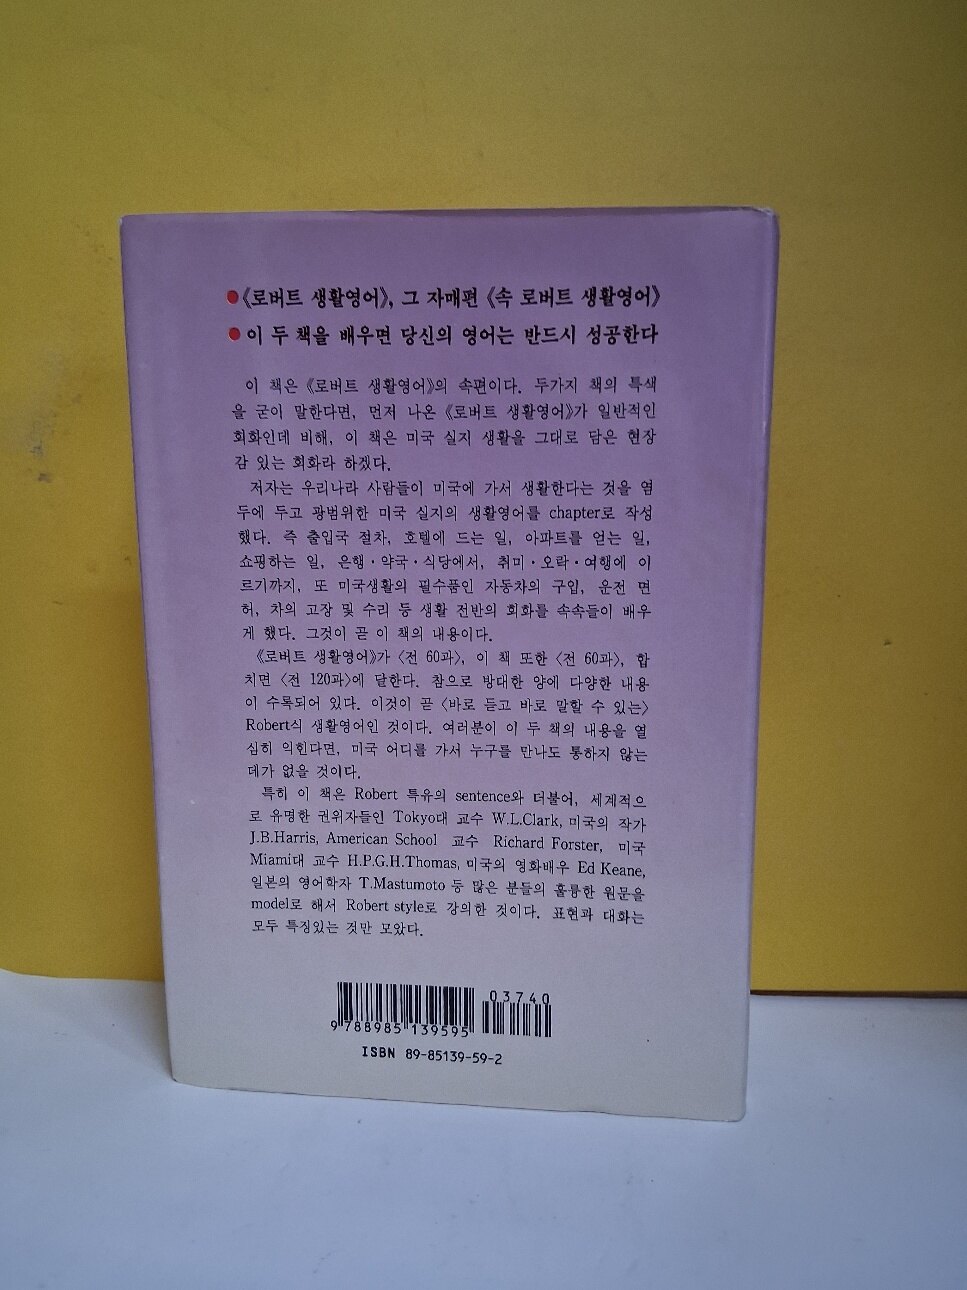 ●《로버트 생활영어》, 그 자매편 《속 로버트 생활영어》
● 이 두 책을 배우면 당신의 영어는 반드시 성공한다
이 책은 《로버트 생활영어》의 속편이다. 두가지 책의 특색
을 굳이 말한다면, 먼저 나온 《로버트 생활영어》가 일반적인
회화인데 비해, 이 책은 미국 실지 생활을 그대로 담은 현장
감 있는 회화라 하겠다.
저자는 우리나라 사람들이 미국에 가서 생활한다는 것을 염
두에 두고 광범위한 미국 실지의 생활영어를 chapter로 작성
했다. 즉 출입국 절차, 호텔에 드는 일, 아파트를 얻는 일,
쇼핑하는 일, 은행·약국·식당에서, 취미·오락·여행에 이
르기까지, 또 미국생활의 필수품인 자동차의 구입, 운전 면
허, 차의 고장 및 수리 등 생활 전반의 회화를 속속들이 배우
게 했다. 그것이 곧 이 책의 내용이다.
《로버트 생활영어》가 〈전 60과〉, 이 책 또한 〈전 60과〉, 합
치면 〈전 120과〉에 달한다. 참으로 방대한 양에 다양한 내용
이 수록되어 있다. 이것이 곧 〈바로 듣고 바로 말할 수 있는〉
Robert식 생활영어인 것이다. 여러분이 이 두 책의 내용을 열
심히 익힌다면, 미국 어디를 가서 누구를 만나도 통하지 않는
데가 없을 것이다.
특히 이 책은 Robert 특유의 sentence와 더불어, 세계적으
로 유명한 권위자들인 Tokyo대 교수 W.L.Clark, 미국의 작가
J.B.Harris, American School 교수 Richard Forster, 미국
Miami대 교수 H.P.G.H.Thomas, 미국의 영화배우 Ed Keane,
일본의 영어학자 T.Mastumoto 등 많은 분들의 훌륭한 원문을
model로 해서 Robert style로 강의한 것이다. 표현과 대화는
모두 특징있는 것만 모았다.
03740
9 788985 139595
ISBN 89-85139-59-2